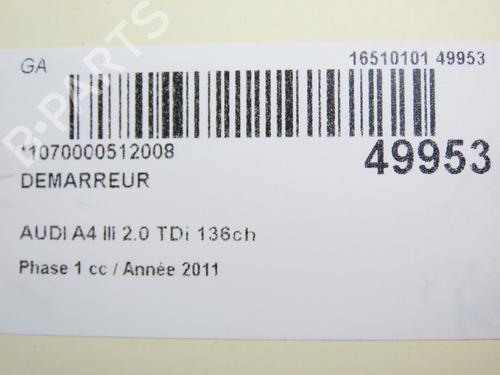 GA
16510101 49953
*1070000512008
49953
DEMARREUR
AUDI A4 III 2.0 TDi 136ch
Phase 1 cc / Année 2011
B-PARTS